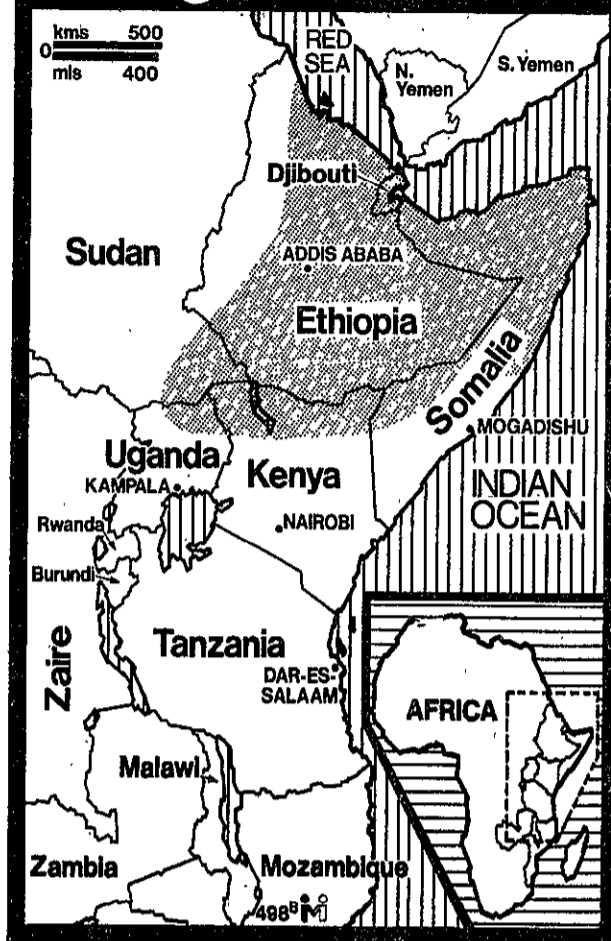 kms 500
0
mls 400
RED
SEA
N.
Yemen
S. Yemen
Djibouti
Sudan
ADDIS ABABA
Ethiopia
Somalia
MOGADISHU
Uganda
KAMPALA
Kenya
NAIROBI
INDIAN
OCEAN
Rwanda
Burundi
Zaire
Tanzania
DAR-ES-
SALAAM
AFRICA
Malawi
Zambia
Mozambique
498B